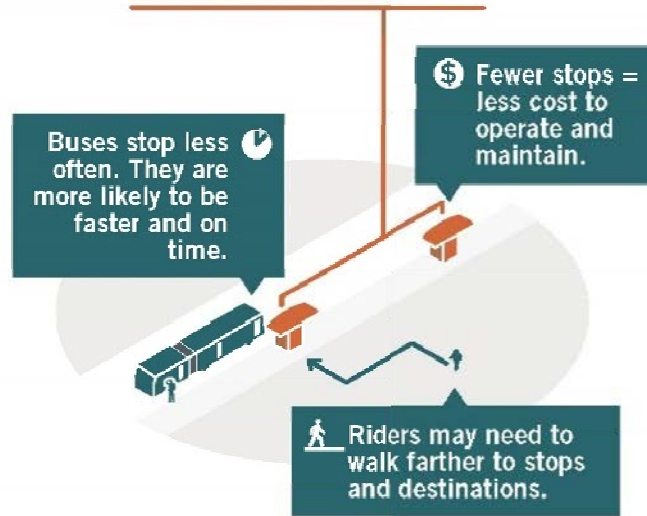 $ Fewer stops =
less cost to
operate and
maintain.
Buses stop less
often. They are
more likely to be
faster and on
time.
Riders may need to
walk farther to stops
and destinations.